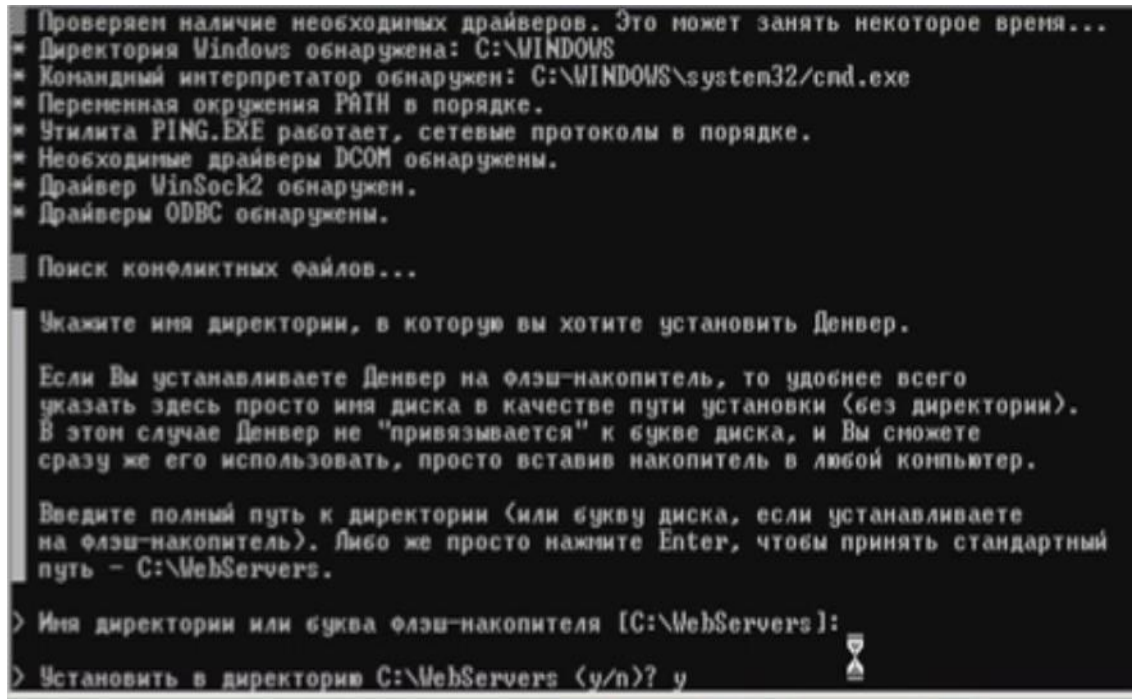 Проверяем наличие необходимых драйверов. Это может занять некоторое время...
* Директория Windows обнаружена: C:\WINDOWS
* Командный интерпретатор обнаружен: C:\WINDOWS\system32/cmd.exe
* Переменная окружения PATH в порядке.
* Утилита PING.EXE работает, сетевые протоколы в порядке.
* Необходимые драйверы DCOM обнаружены.
* Драйвер WinSock2 обнаружен.
* Драйверы ODBC обнаружены.
Поиск конфликтных файлов...
Укажите имя директории, в которую вы хотите установить Денвер.
Если Вы устанавливаете Денвер на флэш-накопитель, то удобнее всего
указать здесь просто имя диска в качестве пути установки (без директории).
В этом случае Денвер не "привязывается" к букве диска, и Вы сможете
сразу же его использовать, просто вставив накопитель в любой компьютер.
Введите полный путь к директории (или букву диска, если устанавливаете
на флэш-накопитель). Либо же просто нажмите Enter, чтобы принять стандартный
путь - C:\WebServers.
> Имя директории или буква флэш-накопителя [C:\WebServers]:
> Установить в директорию C:\WebServers (y/n)? y